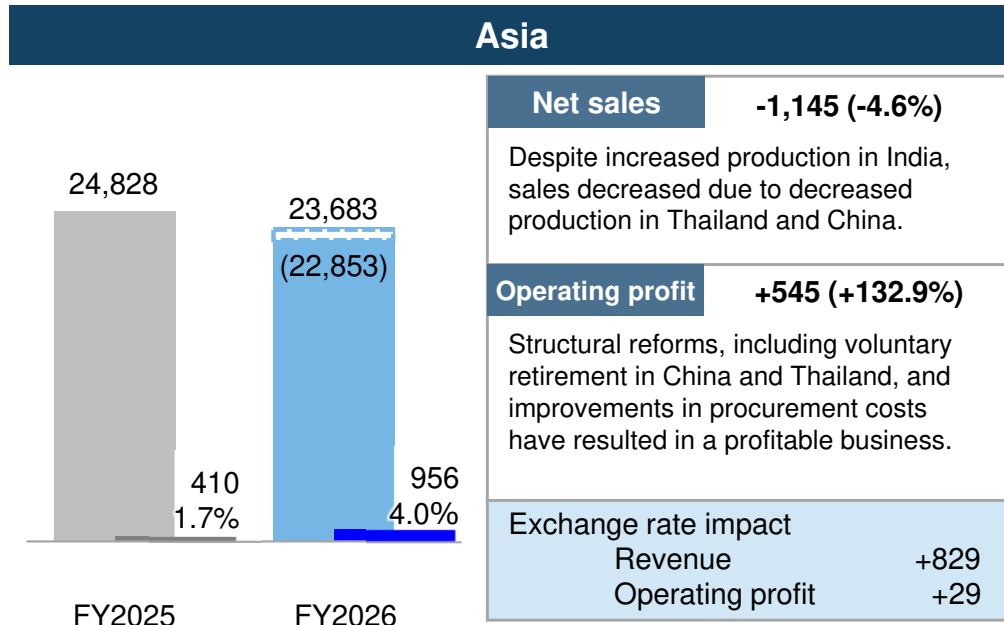 Asia
24,828
23,683
(22,853)
410
1.7%
956
4.0%
FY2025
FY2026
Net sales
-1,145 (-4.6%)
Despite increased production in India,
sales decreased due to decreased
production in Thailand and China.
Operating profit
+545 (+132.9%)
Structural reforms, including voluntary
retirement in China and Thailand, and
improvements in procurement costs
have resulted in a profitable business.
Exchange rate impact
Revenue +829
Operating profit +29